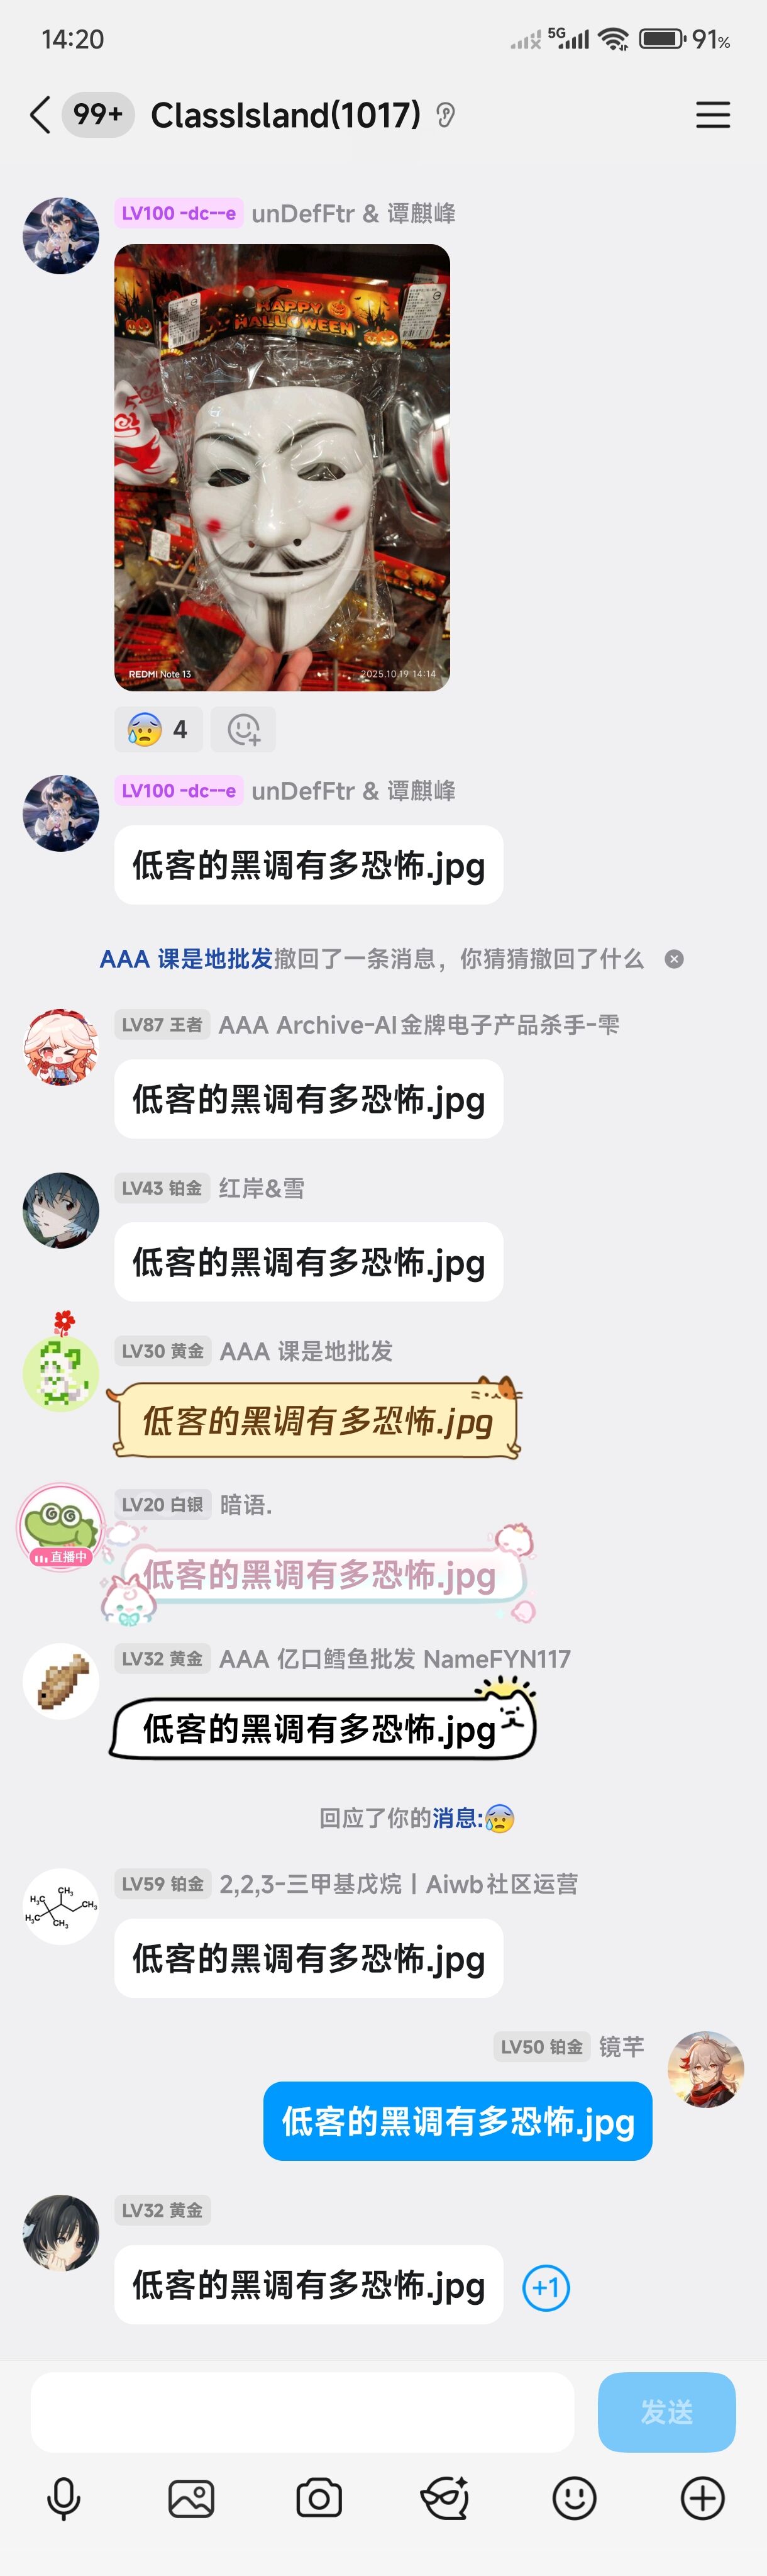 14:20
5G
91%
99+
ClassIsland(1017)
LV100 -dc--e unDefFtr & 谭麒峰
HAPPY
HALLOWEEN
REDMI Note 13
2025.10.19 14:14
4
LV100 -dc--e unDefFtr & 谭麒峰
低客的黑调有多恐怖.jpg
AAA 课是地批发撤回了一条消息，你猜猜撤回了什么
LV87 王者 AAA Archive-AI金牌电子产品杀手-雫
低客的黑调有多恐怖.jpg
LV43 铂金 红岸&雪
低客的黑调有多恐怖.jpg
LV30 黄金 AAA 课是地批发
低客的黑调有多恐怖.jpg
LV20 白银 暗语.
直播中
低客的黑调有多恐怖.jpg
LV32 黄金 AAA 亿口鳕鱼批发 NameFYN117
低客的黑调有多恐怖.jpg
回应了你的消息:
LV59 铂金 2,2,3-三甲基戊烷丨Aiwb社区运营
H₃C CH₃ CH₃
H₃C CH₃
低客的黑调有多恐怖.jpg
LV50 铂金 镜芊
低客的黑调有多恐怖.jpg
LV32 黄金
低客的黑调有多恐怖.jpg
+1
发送